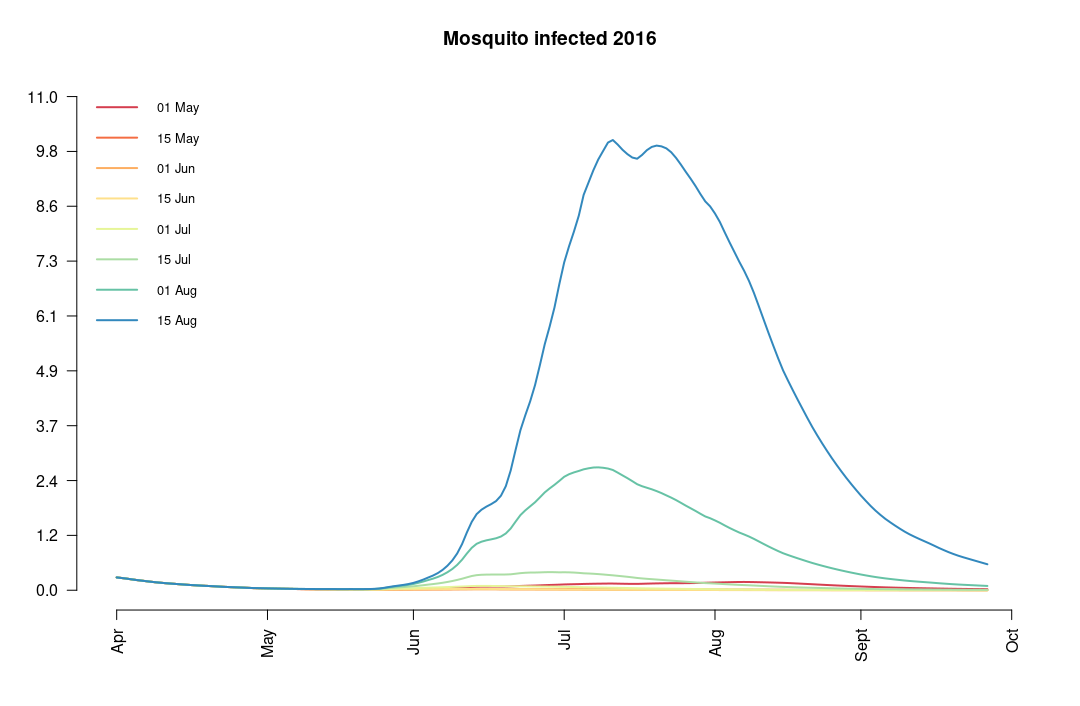 Mosquito infected 2016
11.0
9.8
8.6
7.3
6.1
4.9
3.7
2.4
1.2
0.0
01 May
15 May
01 Jun
15 Jun
01 Jul
15 Jul
01 Aug
15 Aug
Apr
May
Jun
Jul
Aug
Sept
Oct